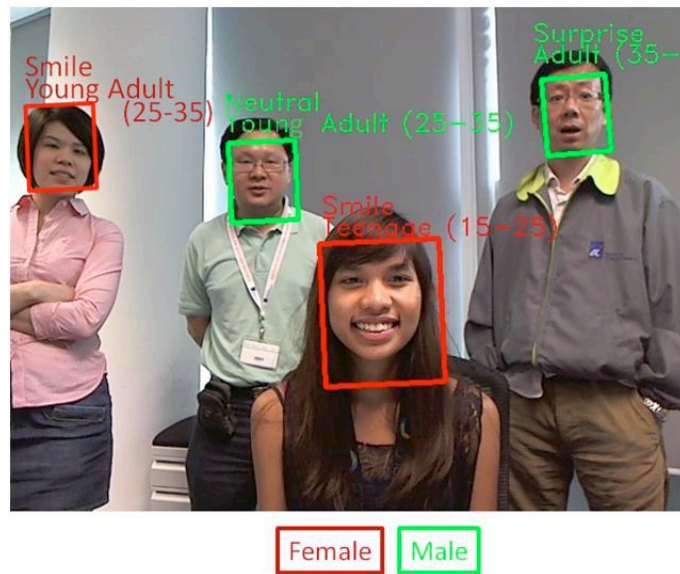 Smile
Young Adult
(25-35)
Neutral
Young Adult (25-35)
Surprise
Adult (35-
Smile
Teenage (15-25)
Female
Male